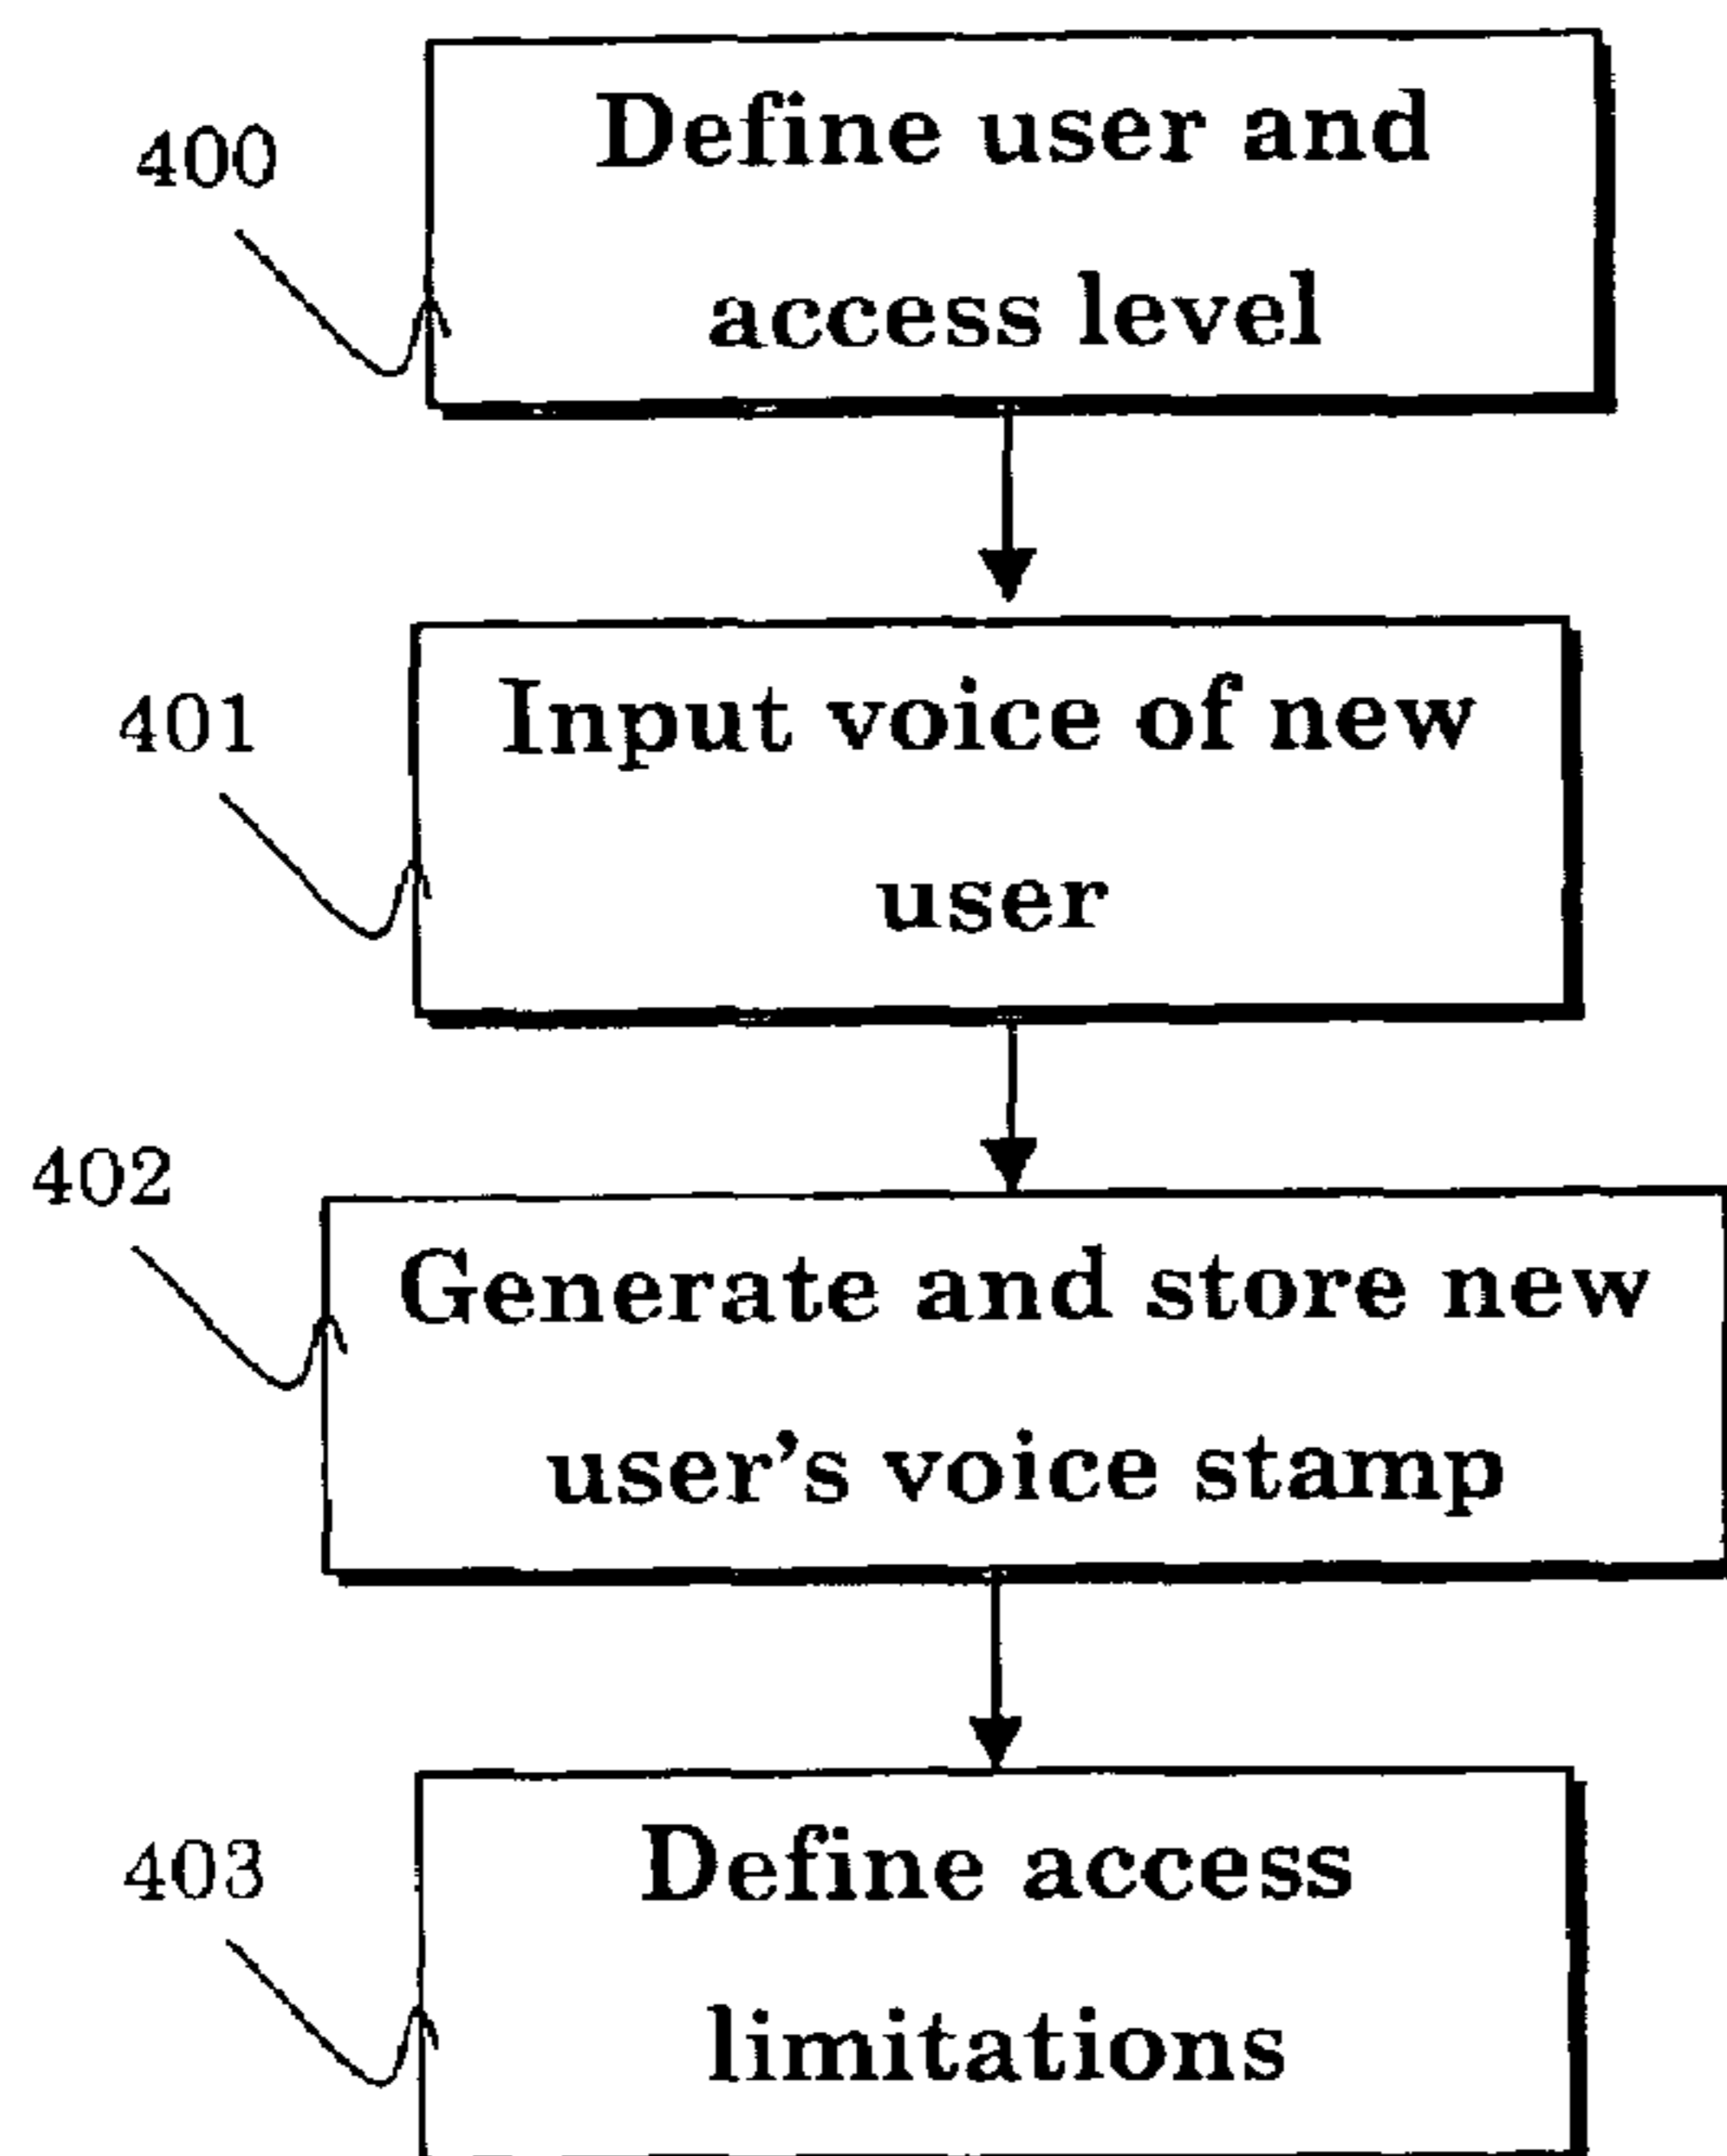 400
Define user and
access level
401
Input voice of new
user
402
Generate and store new
user's voice stamp
403
Define access
limitations